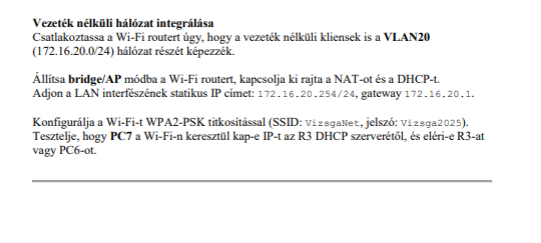 Vezeték nélküli hálózat integrálása
Csatlakoztassa a Wi-Fi routert úgy, hogy a vezeték nélküli kliensek is a VLAN20
(172.16.20.0/24) hálózat részét képezzék.
Állítsa bridge/AP módba a Wi-Fi routert, kapcsolja ki rajta a NAT-ot és a DHCP-t.
Adjon a LAN interfészének statikus IP címet: 172.16.20.254/24, gateway 172.16.20.1.
Konfigurálja a Wi-Fi-t WPA2-PSK titkosítással (SSID: VizsgaNet, jelszó: Vizsga2025).
Tesztelje, hogy PC7 a Wi-Fi-n keresztül kap-e IP-t az R3 DHCP szerverétől, és eléri-e R3-at
vagy PC6-ot.